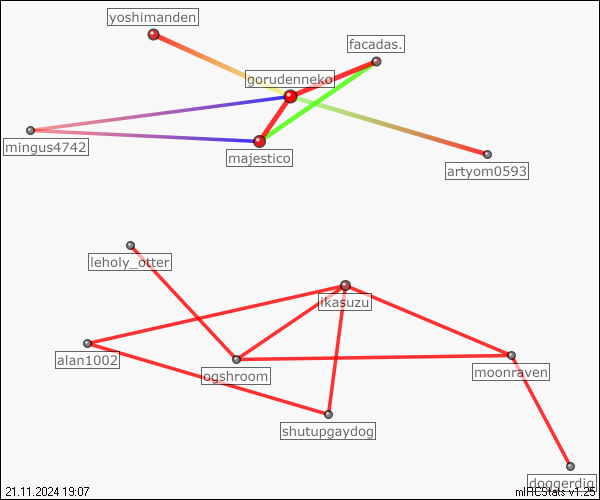 yoshimanden
facadas.
gorudenneko
mingus4742
majestico
artyom0593
leholy_otter
ikasuzu
alan1002
ogshroom
moonraven
shutupgaydog
doggerdig
21.11.2024 19:07
mIRCStats v1.25